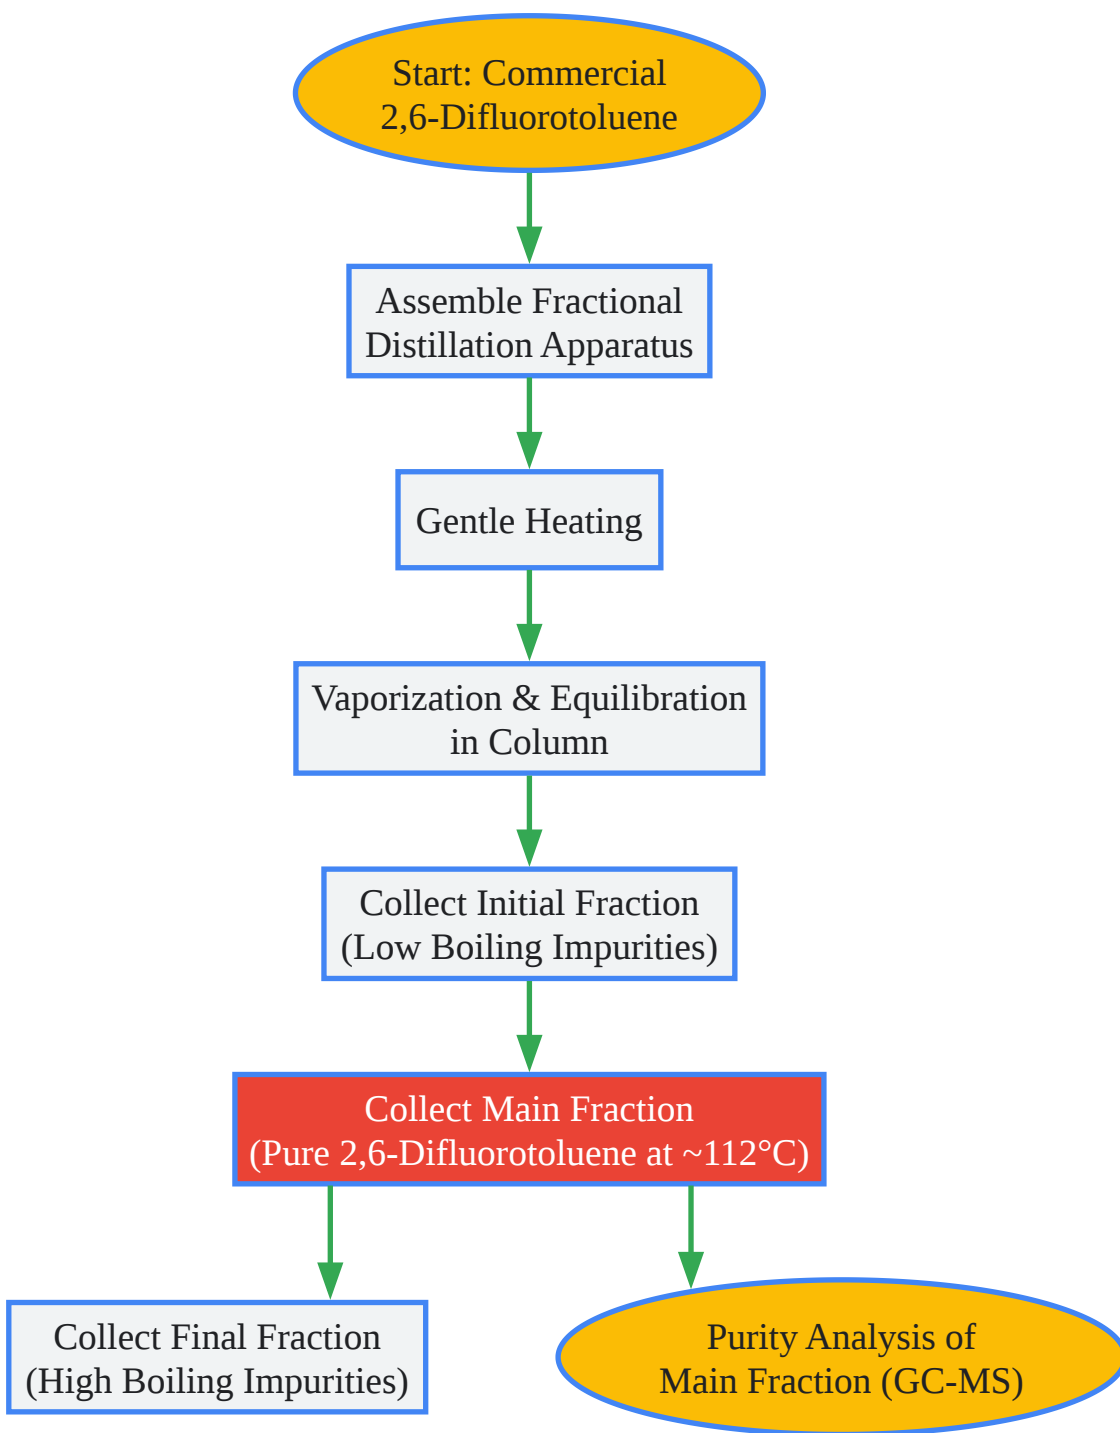 Start: Commercial
2,6-Difluorotoluene
Assemble Fractional
Distillation Apparatus
Gentle Heating
Vaporization & Equilibration
in Column
Collect Initial Fraction
(Low Boiling Impurities)
Collect Main Fraction
(Pure 2,6-Difluorotoluene at ~112°C)
Collect Final Fraction
(High Boiling Impurities)
Purity Analysis of
Main Fraction (GC-MS)